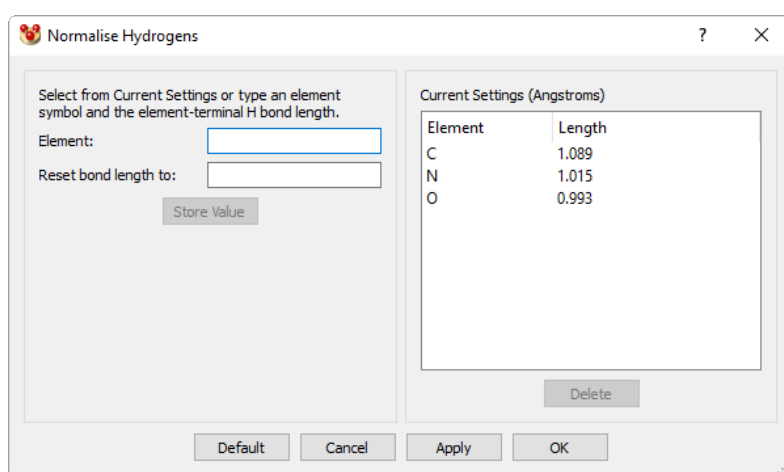 Normalise Hydrogens
Select from Current Settings or type an element
symbol and the element-terminal H bond length.
Element:
Reset bond length to:
Store Value
Current Settings (Angstroms)
Element Length
C 1.089
N 1.015
O 0.993
Delete
Default Cancel Apply OK